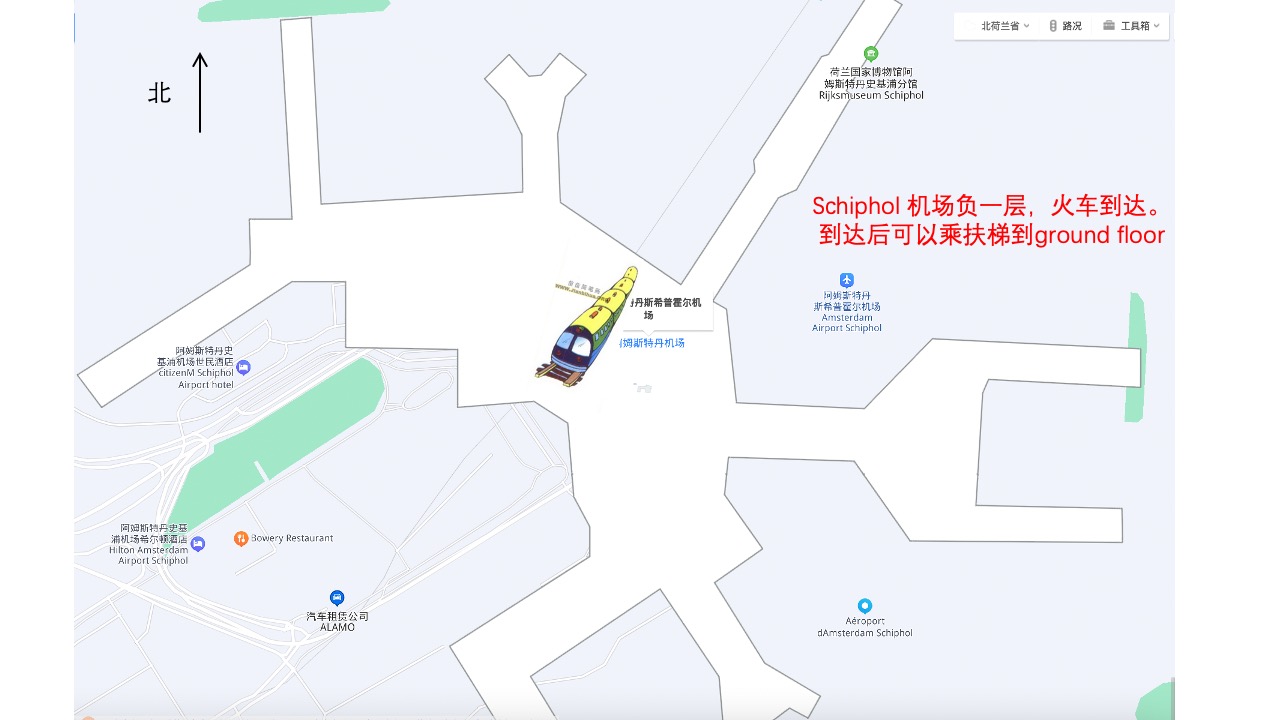 北荷兰省
路况
工具箱
北
荷兰国家博物馆阿
姆斯特丹史基浦分馆
Rijksmuseum Schiphol
Schiphol 机场负一层，火车到达。
到达后可以乘扶梯到ground floor
阿姆斯特丹
斯希普霍尔机场
Amsterdam
Airport Schiphol
丹斯希普霍尔机
场
姆斯特丹机场
阿姆斯特丹史
基浦机场世民酒店
citizenM Schiphol
Airport hotel
阿姆斯特丹史基
浦机场希尔顿酒店
Hilton Amsterdam
Airport Schiphol
Bowery Restaurant
汽车租赁公司
ALAMO
Aéroport
dAmsterdam Schiphol